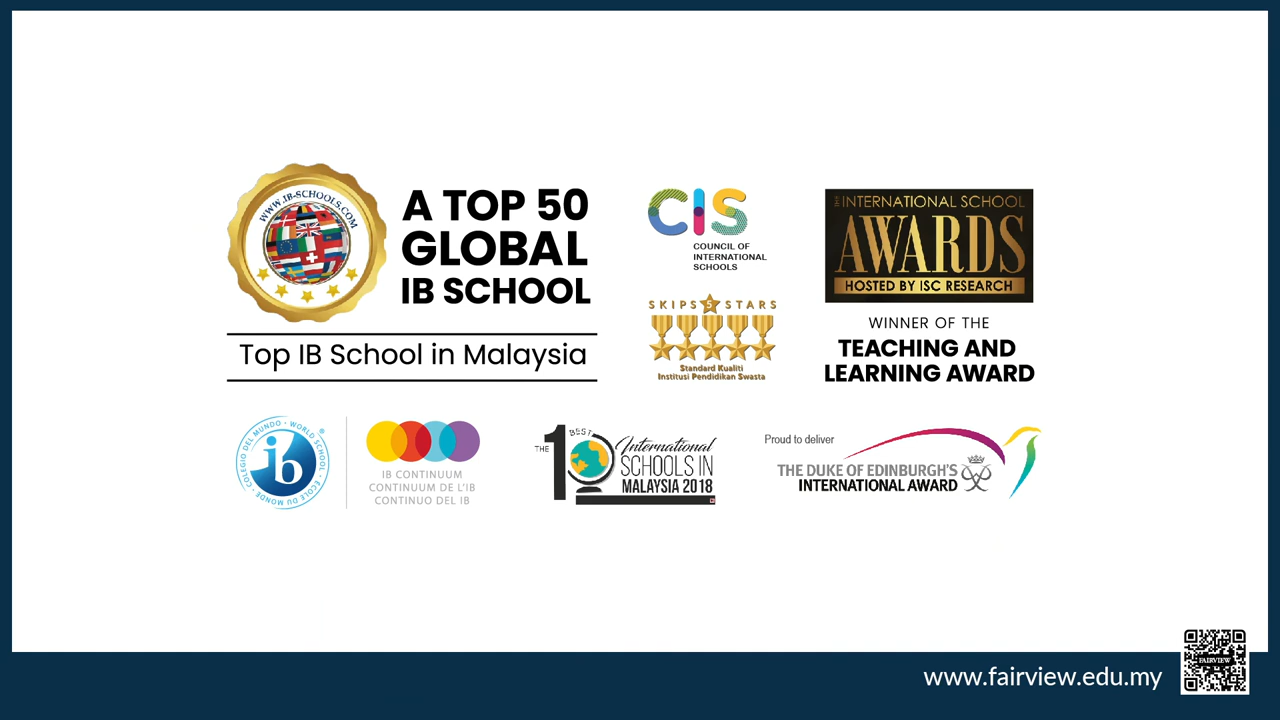 WWW.IB-SCHOOLS.COM
A TOP 50
GLOBAL
IB SCHOOL
Top IB School in Malaysia
CIS
COUNCIL OF
INTERNATIONAL
SCHOOLS
SKIPS 5 STARS
Standard Kualiti
Institusi Pendidikan Swasta
THE INTERNATIONAL SCHOOL
AWARDS
HOSTED BY ISC RESEARCH
WINNER OF THE
TEACHING AND
LEARNING AWARD
COLEGIO DEL MUNDO · WORLD SCHOOL · ÉCOLE DU MONDE ·
®
ib
IB CONTINUUM
CONTINUUM DE L'IB
CONTINUO DEL IB
THE 10 BEST
International
SCHOOLS IN
MALAYSIA 2018
Proud to deliver
THE DUKE OF EDINBURGH'S
INTERNATIONAL AWARD
www.fairview.edu.my
FAIRVIEW